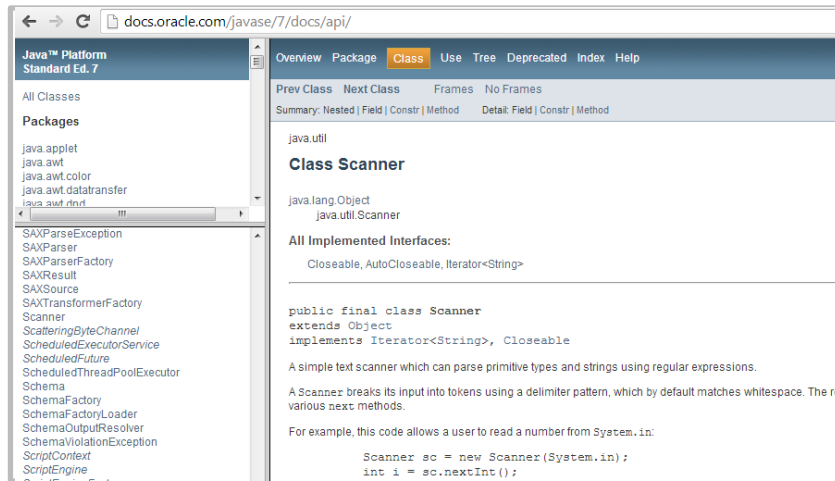 docs.oracle.com/javase/7/docs/api/
Java™ Platform
Standard Ed. 7
All Classes
Packages
java.applet
java.awt
java.awt.color
java.awt.datatransfer
java.awt.dnd
SAXParseException
SAXParser
SAXParserFactory
SAXResult
SAXSource
SAXTransformerFactory
Scanner
ScatteringByteChannel
ScheduledExecutorService
ScheduledFuture
ScheduledThreadPoolExecutor
Schema
SchemaFactory
SchemaFactoryLoader
SchemaOutputResolver
SchemaViolationException
ScriptContext
ScriptEngine
Overview Package Class Use Tree Deprecated Index Help
Prev Class Next Class Frames No Frames
Summary: Nested | Field | Constr | Method Detail: Field | Constr | Method
java.util
Class Scanner
java.lang.Object
java.util.Scanner
All Implemented Interfaces:
Closeable, AutoCloseable, Iterator<String>
public final class Scanner
extends Object
implements Iterator<String>, Closeable
A simple text scanner which can parse primitive types and strings using regular expressions.
A Scanner breaks its input into tokens using a delimiter pattern, which by default matches whitespace. The
various next methods.
For example, this code allows a user to read a number from System.in:
Scanner sc = new Scanner(System.in);
int i = sc.nextInt();